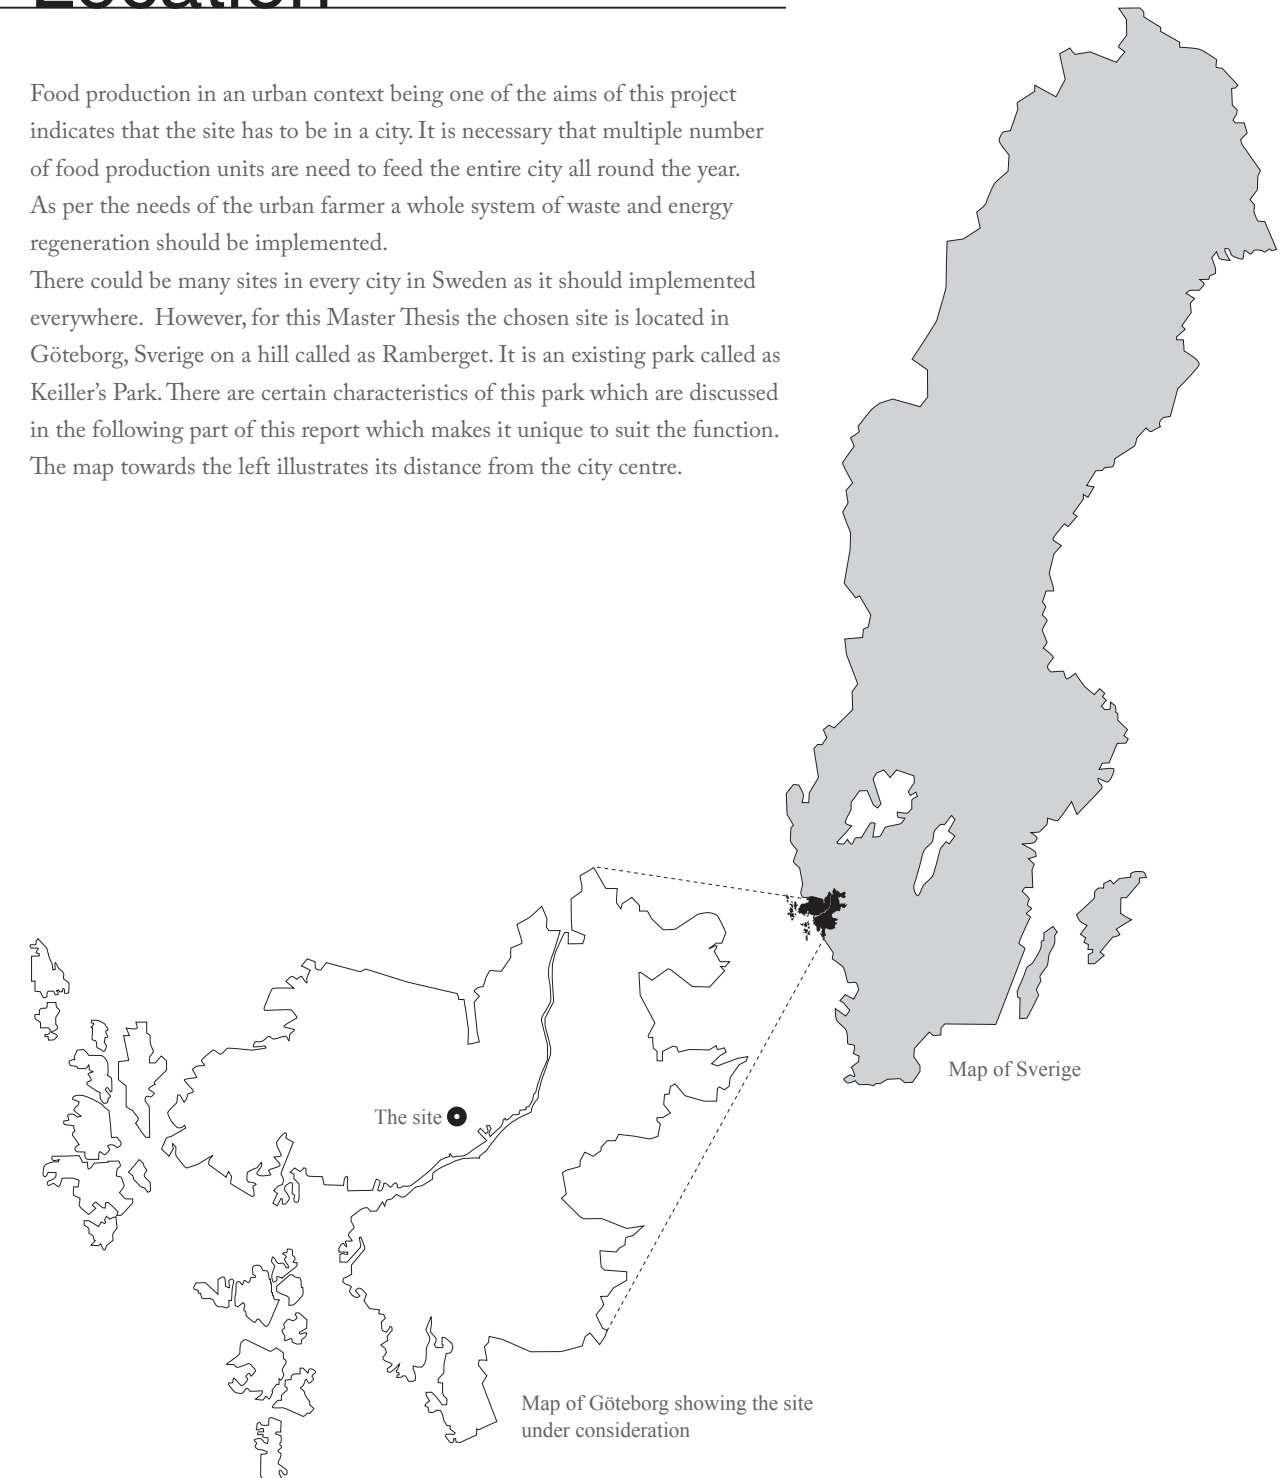 Location
Food production in an urban context being one of the aims of this project
indicates that the site has to be in a city. It is necessary that multiple number
of food production units are need to feed the entire city all round the year.
As per the needs of the urban farmer a whole system of waste and energy
regeneration should be implemented.
There could be many sites in every city in Sweden as it should implemented
everywhere.  However, for this Master Thesis the chosen site is located in
Göteborg, Sverige on a hill called as Ramberget. It is an existing park called as
Keiller’s Park. There are certain characteristics of this park which are discussed
in the following part of this report which makes it unique to suit the function.
The map towards the left illustrates its distance from the city centre.
Map of Sverige
The site
Map of Göteborg showing the site
under consideration